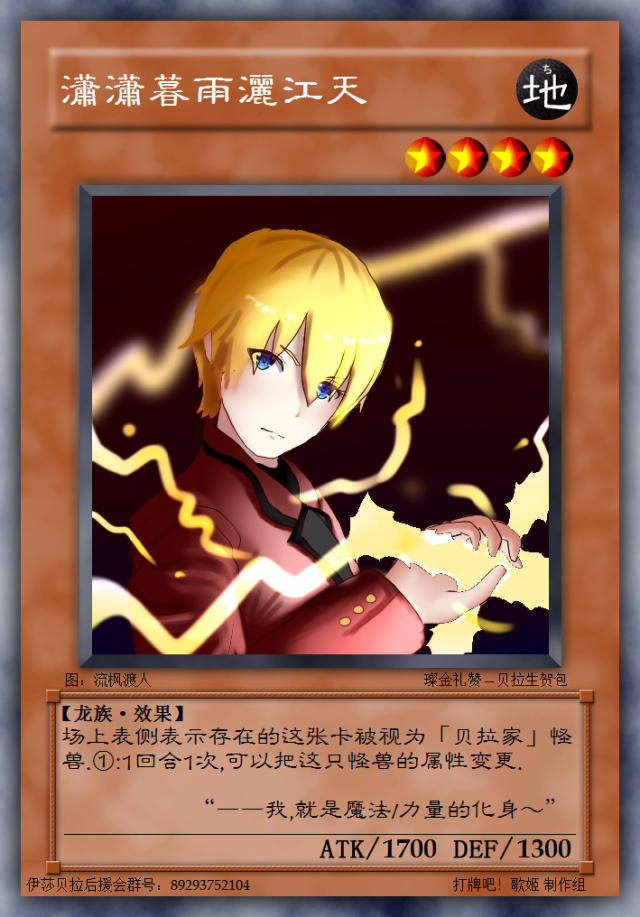 瀟瀟暮雨灑江天
ち
地
图：流枫渡人
璨金礼赞–贝拉生贺包
【龙族·效果】
场上表侧表示存在的这张卡被视为「贝拉家」怪
兽.①:1回合1次,可以把这只怪兽的属性变更.
“——我,就是魔法/力量的化身～”
ATK/1700 DEF/1300
伊莎贝拉后援会群号：89293752104
打牌吧！歌姬 制作组